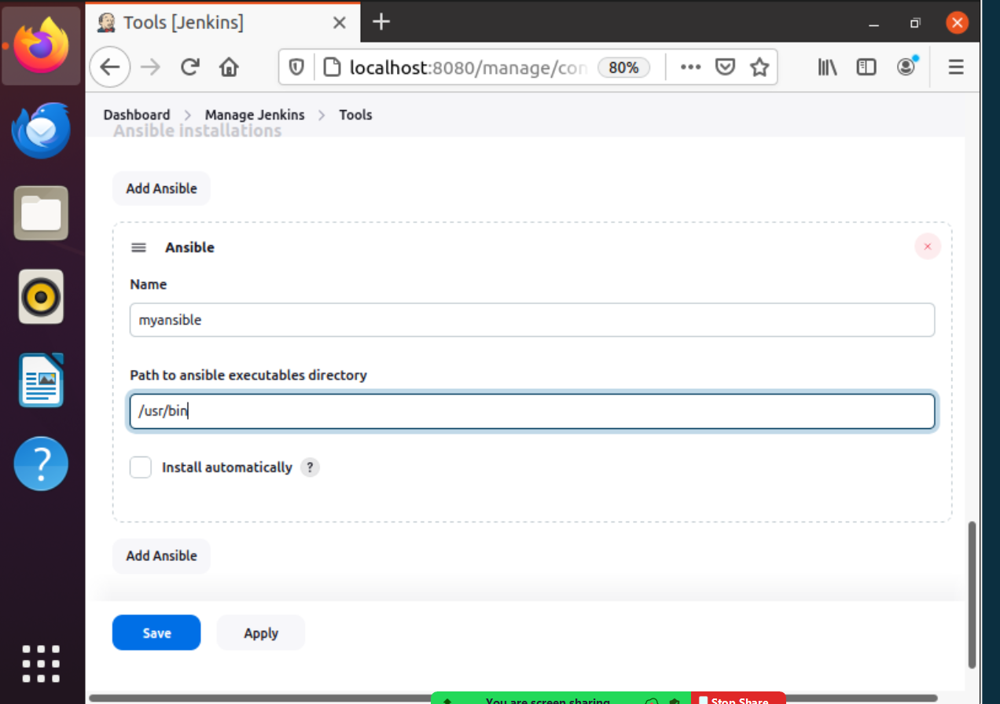 Tools [Jenkins]
localhost:8080/manage/con
80%
Dashboard > Manage Jenkins > Tools
Ansible installations
Add Ansible
Ansible
Name
myansible
Path to ansible executables directory
/usr/bin
Install automatically ?
Add Ansible
Save Apply
You are screen sharing Stop Share